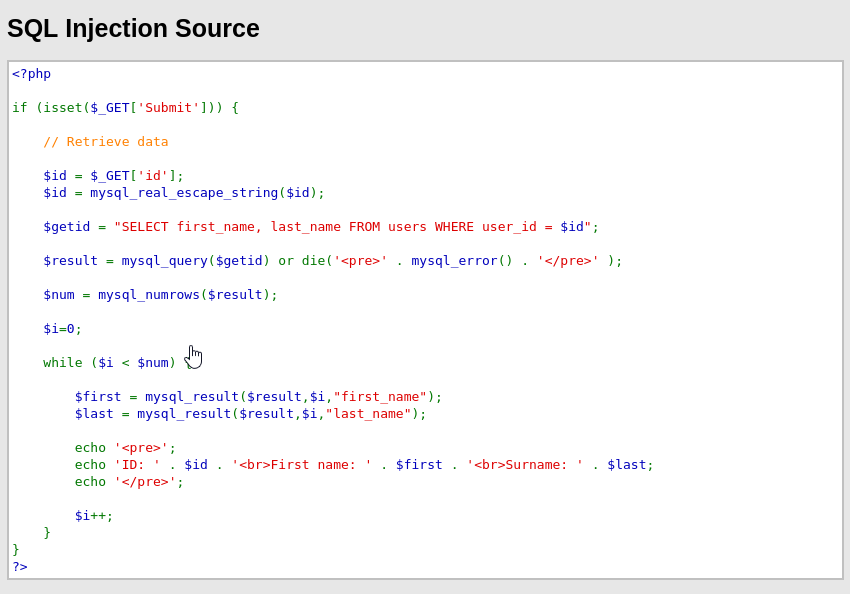 SQL Injection Source
<?php
if (isset($_GET['Submit'])) {
// Retrieve data
$id = $_GET['id'];
$id = mysql_real_escape_string($id);
$getid = "SELECT first_name, last_name FROM users WHERE user_id = $id";
$result = mysql_query($getid) or die('<pre>' . mysql_error() . '</pre>' );
$num = mysql_numrows($result);
$i=0;
while ($i < $num) {
$first = mysql_result($result,$i,"first_name");
$last = mysql_result($result,$i,"last_name");
echo '<pre>';
echo 'ID: ' . $id . '<br>First name: ' . $first . '<br>Surname: ' . $last;
echo '</pre>';
$i++;
}
}
?>